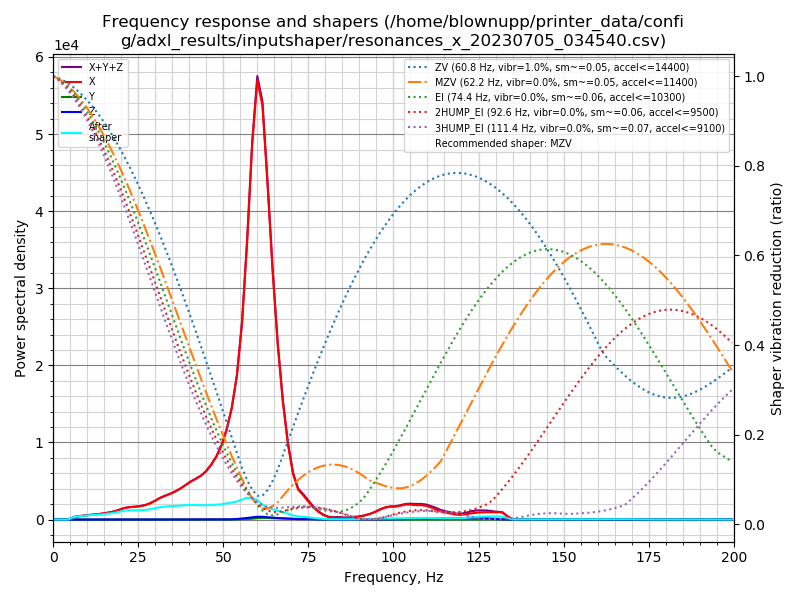 Frequency response and shapers (/home/blownupp/printer_data/confi
g/adxl_results/inputshaper/resonances_x_20230705_034540.csv)
1e4
X+Y+Z
X
Y
Z
After
shaper
ZV (60.8 Hz, vibr=1.0%, sm~=0.05, accel<=14400)
MZV (62.2 Hz, vibr=0.0%, sm~=0.05, accel<=11400)
EI (74.4 Hz, vibr=0.0%, sm~=0.06, accel<=10300)
2HUMP_EI (92.6 Hz, vibr=0.0%, sm~=0.06, accel<=9500)
3HUMP_EI (111.4 Hz, vibr=0.0%, sm~=0.07, accel<=9100)
Recommended shaper: MZV
6
5
4
3
2
1
0
Power spectral density
1.0
0.8
0.6
0.4
0.2
0.0
Shaper vibration reduction (ratio)
0 25 50 75 100 125 150 175 200
Frequency, Hz